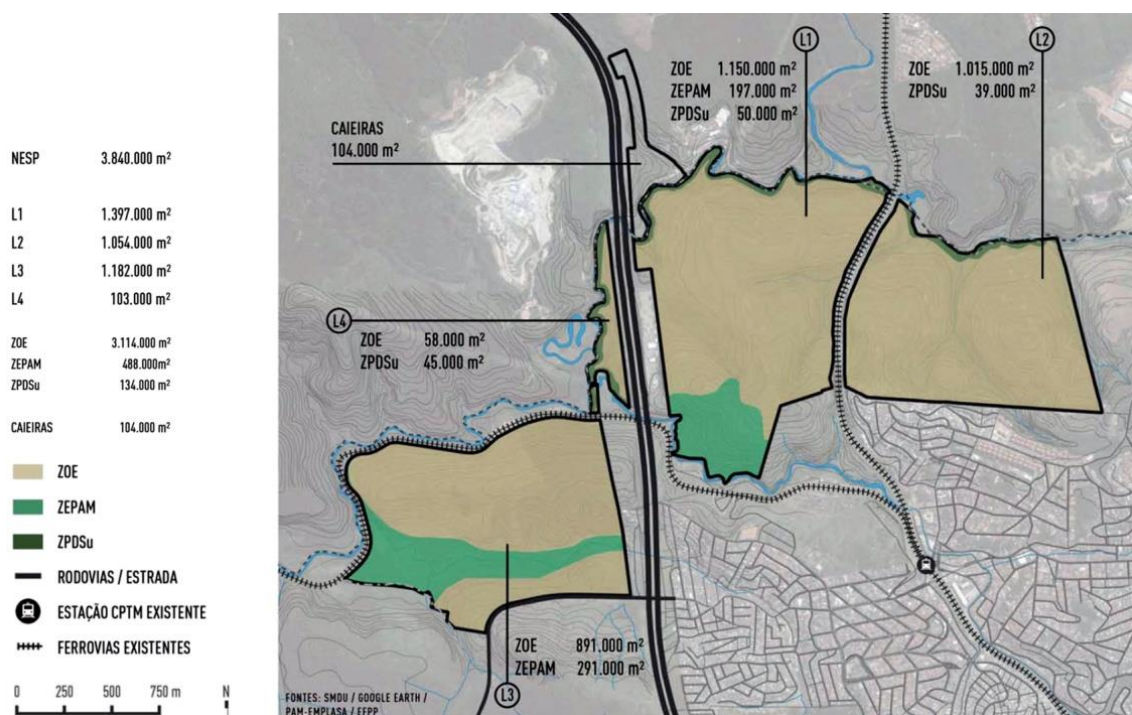 NESP 3.840.000 m²
L1 1.397.000 m²
L2 1.054.000 m²
L3 1.182.000 m²
L4 103.000 m²
ZOE 3.114.000 m²
ZEPAM 488.000m²
ZPDSu 134.000 m²
CAIEIRAS 104.000 m²
ZOE
ZEPAM
ZPDSu
RODOVIAS / ESTRADA
ESTAÇÃO CPTM EXISTENTE
FERROVIAS EXISTENTES
0 250 500 750 m N
L1
ZOE 1.150.000 m²
ZEPAM 197.000 m²
ZPDSu 50.000 m²
L2
ZOE 1.015.000 m²
ZPDSu 39.000 m²
CAIEIRAS
104.000 m²
L4
ZOE 58.000 m²
ZPDSu 45.000 m²
ZOE 891.000 m²
ZEPAM 291.000 m²
L3
FONTES: SMDU / GOOGLE EARTH /
PAM-EMPLASA / EFPP